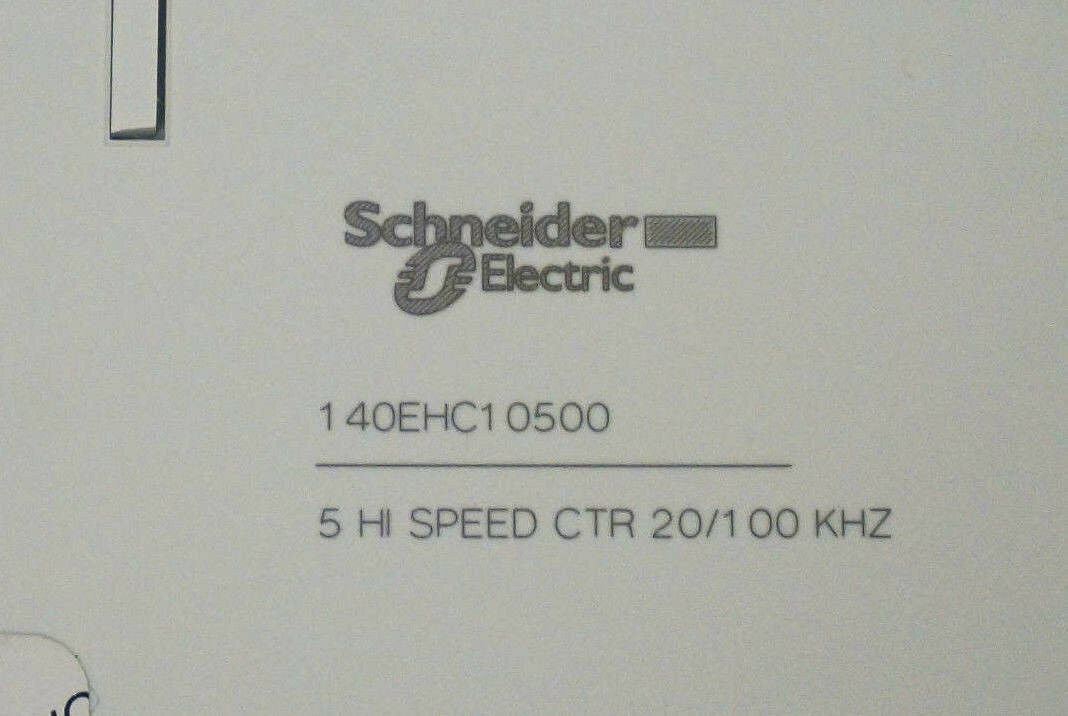 Schneider
Electric
140EHC10500
5 HI SPEED CTR 20/100 KHZ